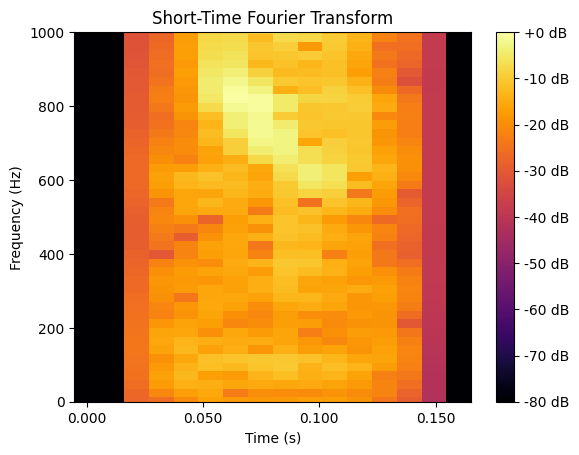 Short-Time Fourier Transform
1000
800
600
400
200
0
Frequency (Hz)
0.000
0.050
0.100
0.150
Time (s)
+0 dB
-10 dB
-20 dB
-30 dB
-40 dB
-50 dB
-60 dB
-70 dB
-80 dB